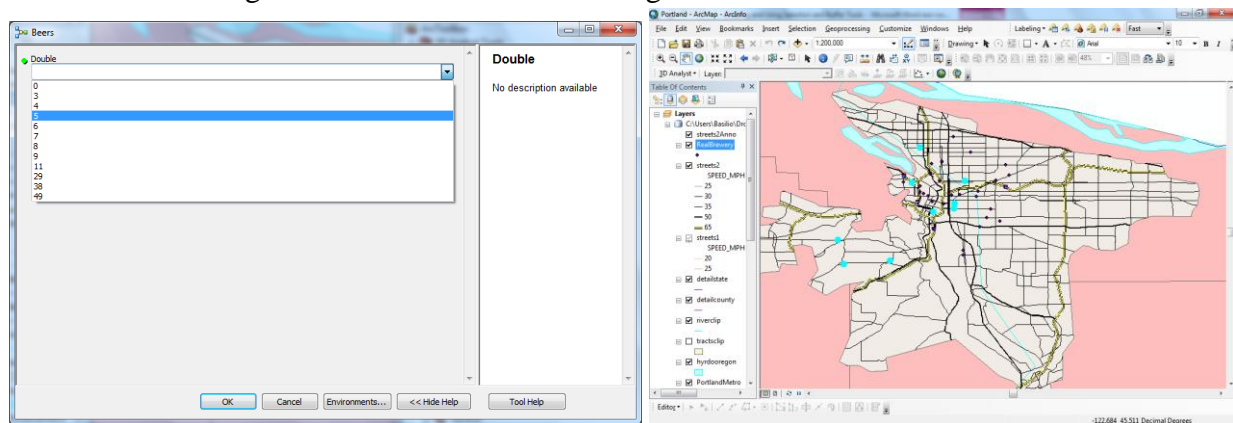 Beers
Double
0
3
4
5
6
7
8
9
11
29
38
49
OK Cancel Environments... << Hide Help Tool Help
Double
No description available
Portland - ArcMap - ArcInfo
File Edit View Bookmarks Insert Selection Geoprocessing Customize Windows Help Labeling Fast
1:200,000 Drawing A Arial 10 B I
48%
3D Analyst Layer:
Table Of Contents
Layers
C:\Users\Basilio\Dro
streets2Anno
RealBrewery
streets2
SPEED_MPH
25
30
35
50
65
streets1
SPEED_MPH
20
25
detailstate
detailcounty
riverclip
tractsclip
hyrdooregon
PortlandMetro
Editor
-122.684 45.511 Decimal Degrees